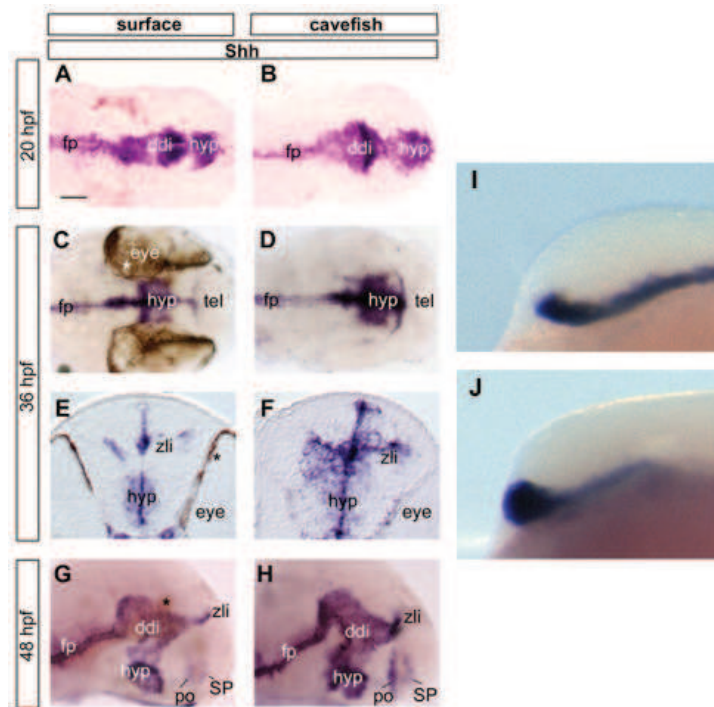 surface cavefish
Shh
20 hpf
A B
fp ddi hyp fp ddi hyp
I
36 hpf
C D
eye
*
fp hyp tel fp hyp tel
J
E F
zli zli
*
hyp hyp
eye eye
48 hpf
G H
*
zli zli
ddi ddi
fp fp
hyp hyp
po SP po SP